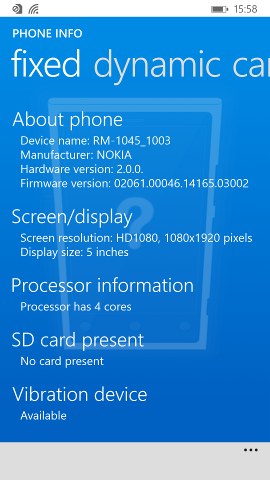 15:58
PHONE INFO
fixed dynamic car
About phone
Device name: RM-1045_1003
Manufacturer: NOKIA
Hardware version: 2.0.0.
Firmware version: 02061.00046.14165.03002
Screen/display
Screen resolution: HD1080, 1080x1920 pixels
Display size: 5 inches
Processor information
Processor has 4 cores
SD card present
No card present
Vibration device
Available